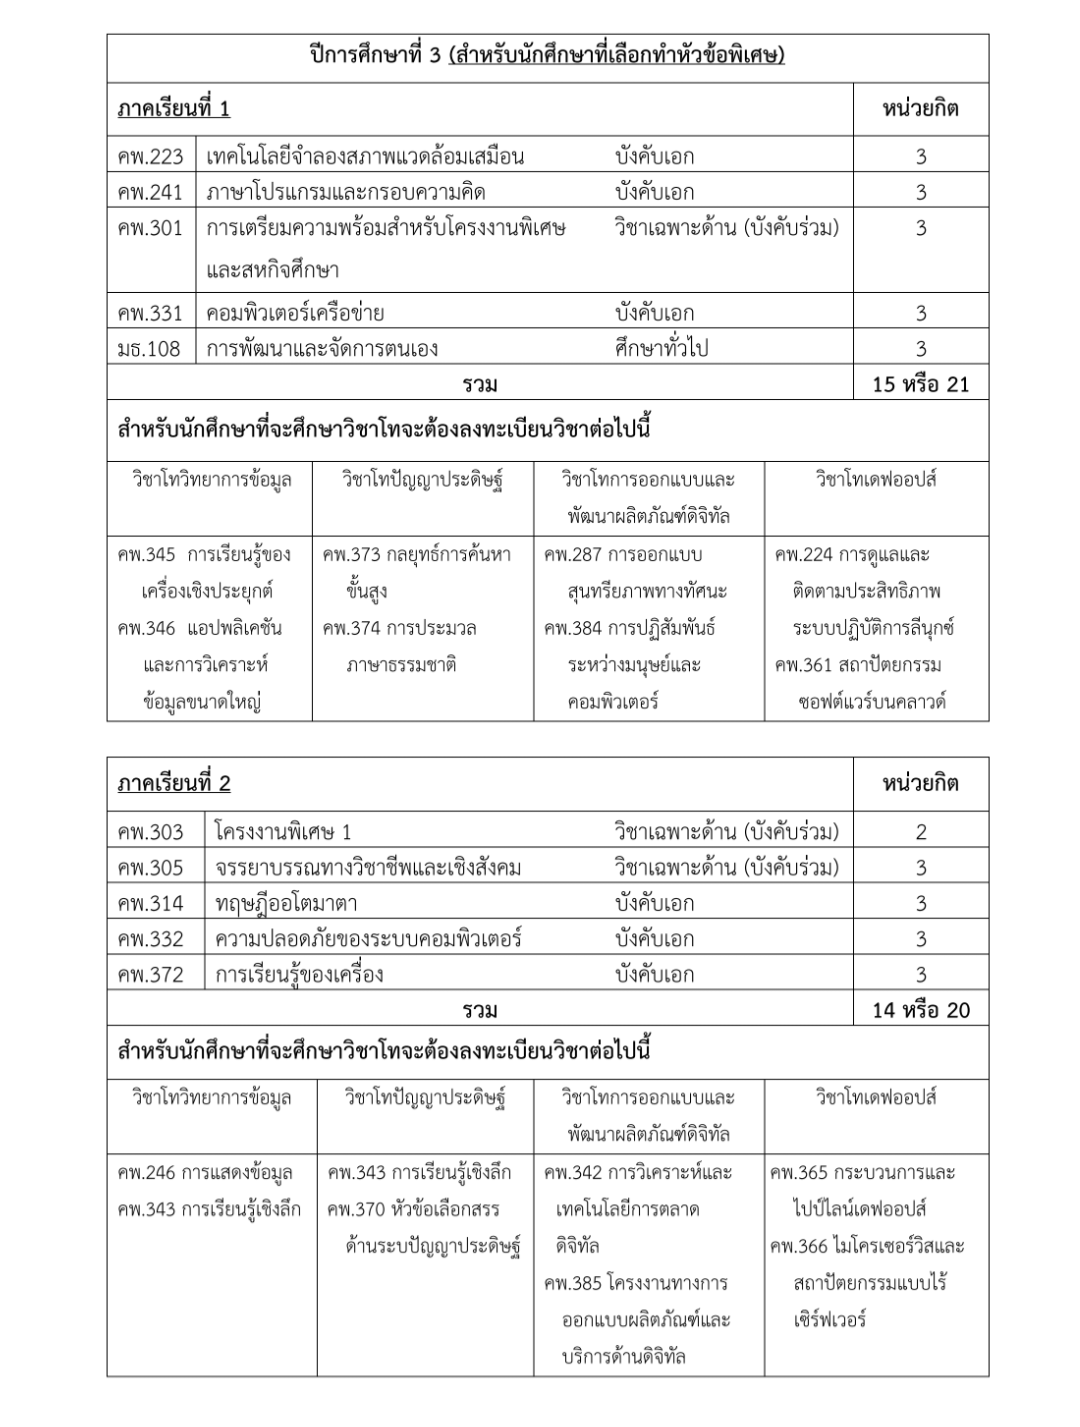 ปีการศึกษาที่ 3 (สำหรับนักศึกษาที่เลือกทำหัวข้อพิเศษ)
ภาคเรียนที่ 1 หน่วยกิต
คพ.223 เทคโนโลยีจำลองสภาพแวดล้อมเสมือน บังคับเอก 3
คพ.241 ภาษาโปรแกรมและกรอบความคิด บังคับเอก 3
คพ.301 การเตรียมความพร้อมสำหรับโครงงานพิเศษ วิชาเฉพาะด้าน (บังคับร่วม) 3
และสหกิจศึกษา
คพ.331 คอมพิวเตอร์เครือข่าย บังคับเอก 3
มธ.108 การพัฒนาและจัดการตนเอง ศึกษาทั่วไป 3
รวม 15 หรือ 21
สำหรับนักศึกษาที่จะศึกษาวิชาโทจะต้องลงทะเบียนวิชาต่อไปนี้
วิชาโทวิทยาการข้อมูล วิชาโทปัญญาประดิษฐ์ วิชาโทการออกแบบและ วิชาโทเดฟออปส์
พัฒนาผลิตภัณฑ์ดิจิทัล
คพ.345 การเรียนรู้ของ คพ.373 กลยุทธ์การค้นหา คพ.287 การออกแบบ คพ.224 การดูแลและ
เครื่องเชิงประยุกต์ ขั้นสูง สุนทรียภาพทางทัศนะ ติดตามประสิทธิภาพ
คพ.346 แอปพลิเคชัน คพ.374 การประมวล คพ.384 การปฏิสัมพันธ์ ระบบปฏิบัติการลีนุกซ์
และการวิเคราะห์ ภาษาธรรมชาติ ระหว่างมนุษย์และ คพ.361 สถาปัตยกรรม
ข้อมูลขนาดใหญ่ คอมพิวเตอร์ ซอฟต์แวร์บนคลาวด์
ภาคเรียนที่ 2 หน่วยกิต
คพ.303 โครงงานพิเศษ 1 วิชาเฉพาะด้าน (บังคับร่วม) 2
คพ.305 จรรยาบรรณทางวิชาชีพและเชิงสังคม วิชาเฉพาะด้าน (บังคับร่วม) 3
คพ.314 ทฤษฎีออโตมาตา บังคับเอก 3
คพ.332 ความปลอดภัยของระบบคอมพิวเตอร์ บังคับเอก 3
คพ.372 การเรียนรู้ของเครื่อง บังคับเอก 3
รวม 14 หรือ 20
สำหรับนักศึกษาที่จะศึกษาวิชาโทจะต้องลงทะเบียนวิชาต่อไปนี้
วิชาโทวิทยาการข้อมูล วิชาโทปัญญาประดิษฐ์ วิชาโทการออกแบบและ วิชาโทเดฟออปส์
พัฒนาผลิตภัณฑ์ดิจิทัล
คพ.246 การแสดงข้อมูล คพ.343 การเรียนรู้เชิงลึก คพ.342 การวิเคราะห์และ คพ.365 กระบวนการและ
คพ.343 การเรียนรู้เชิงลึก คพ.370 หัวข้อเลือกสรร เทคโนโลยีการตลาด ไปป์ไลน์เดฟออปส์
ด้านระบปัญญาประดิษฐ์ ดิจิทัล คพ.366 ไมโครเซอร์วิสและ
คพ.385 โครงงานทางการ สถาปัตยกรรมแบบไร้
ออกแบบผลิตภัณฑ์และ เซิร์ฟเวอร์
บริการด้านดิจิทัล